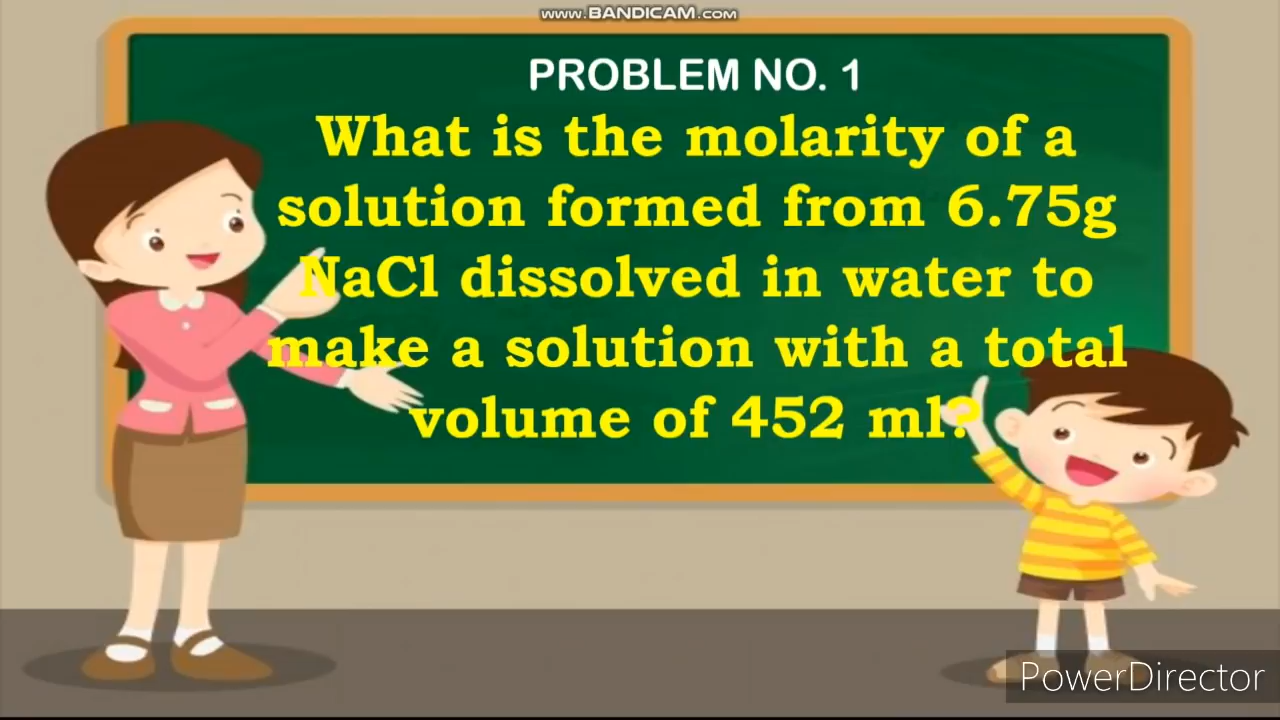 www.BANDICAM.com
PROBLEM NO. 1
What is the molarity of a
solution formed from 6.75g
NaCl dissolved in water to
make a solution with a total
volume of 452 ml?
PowerDirector